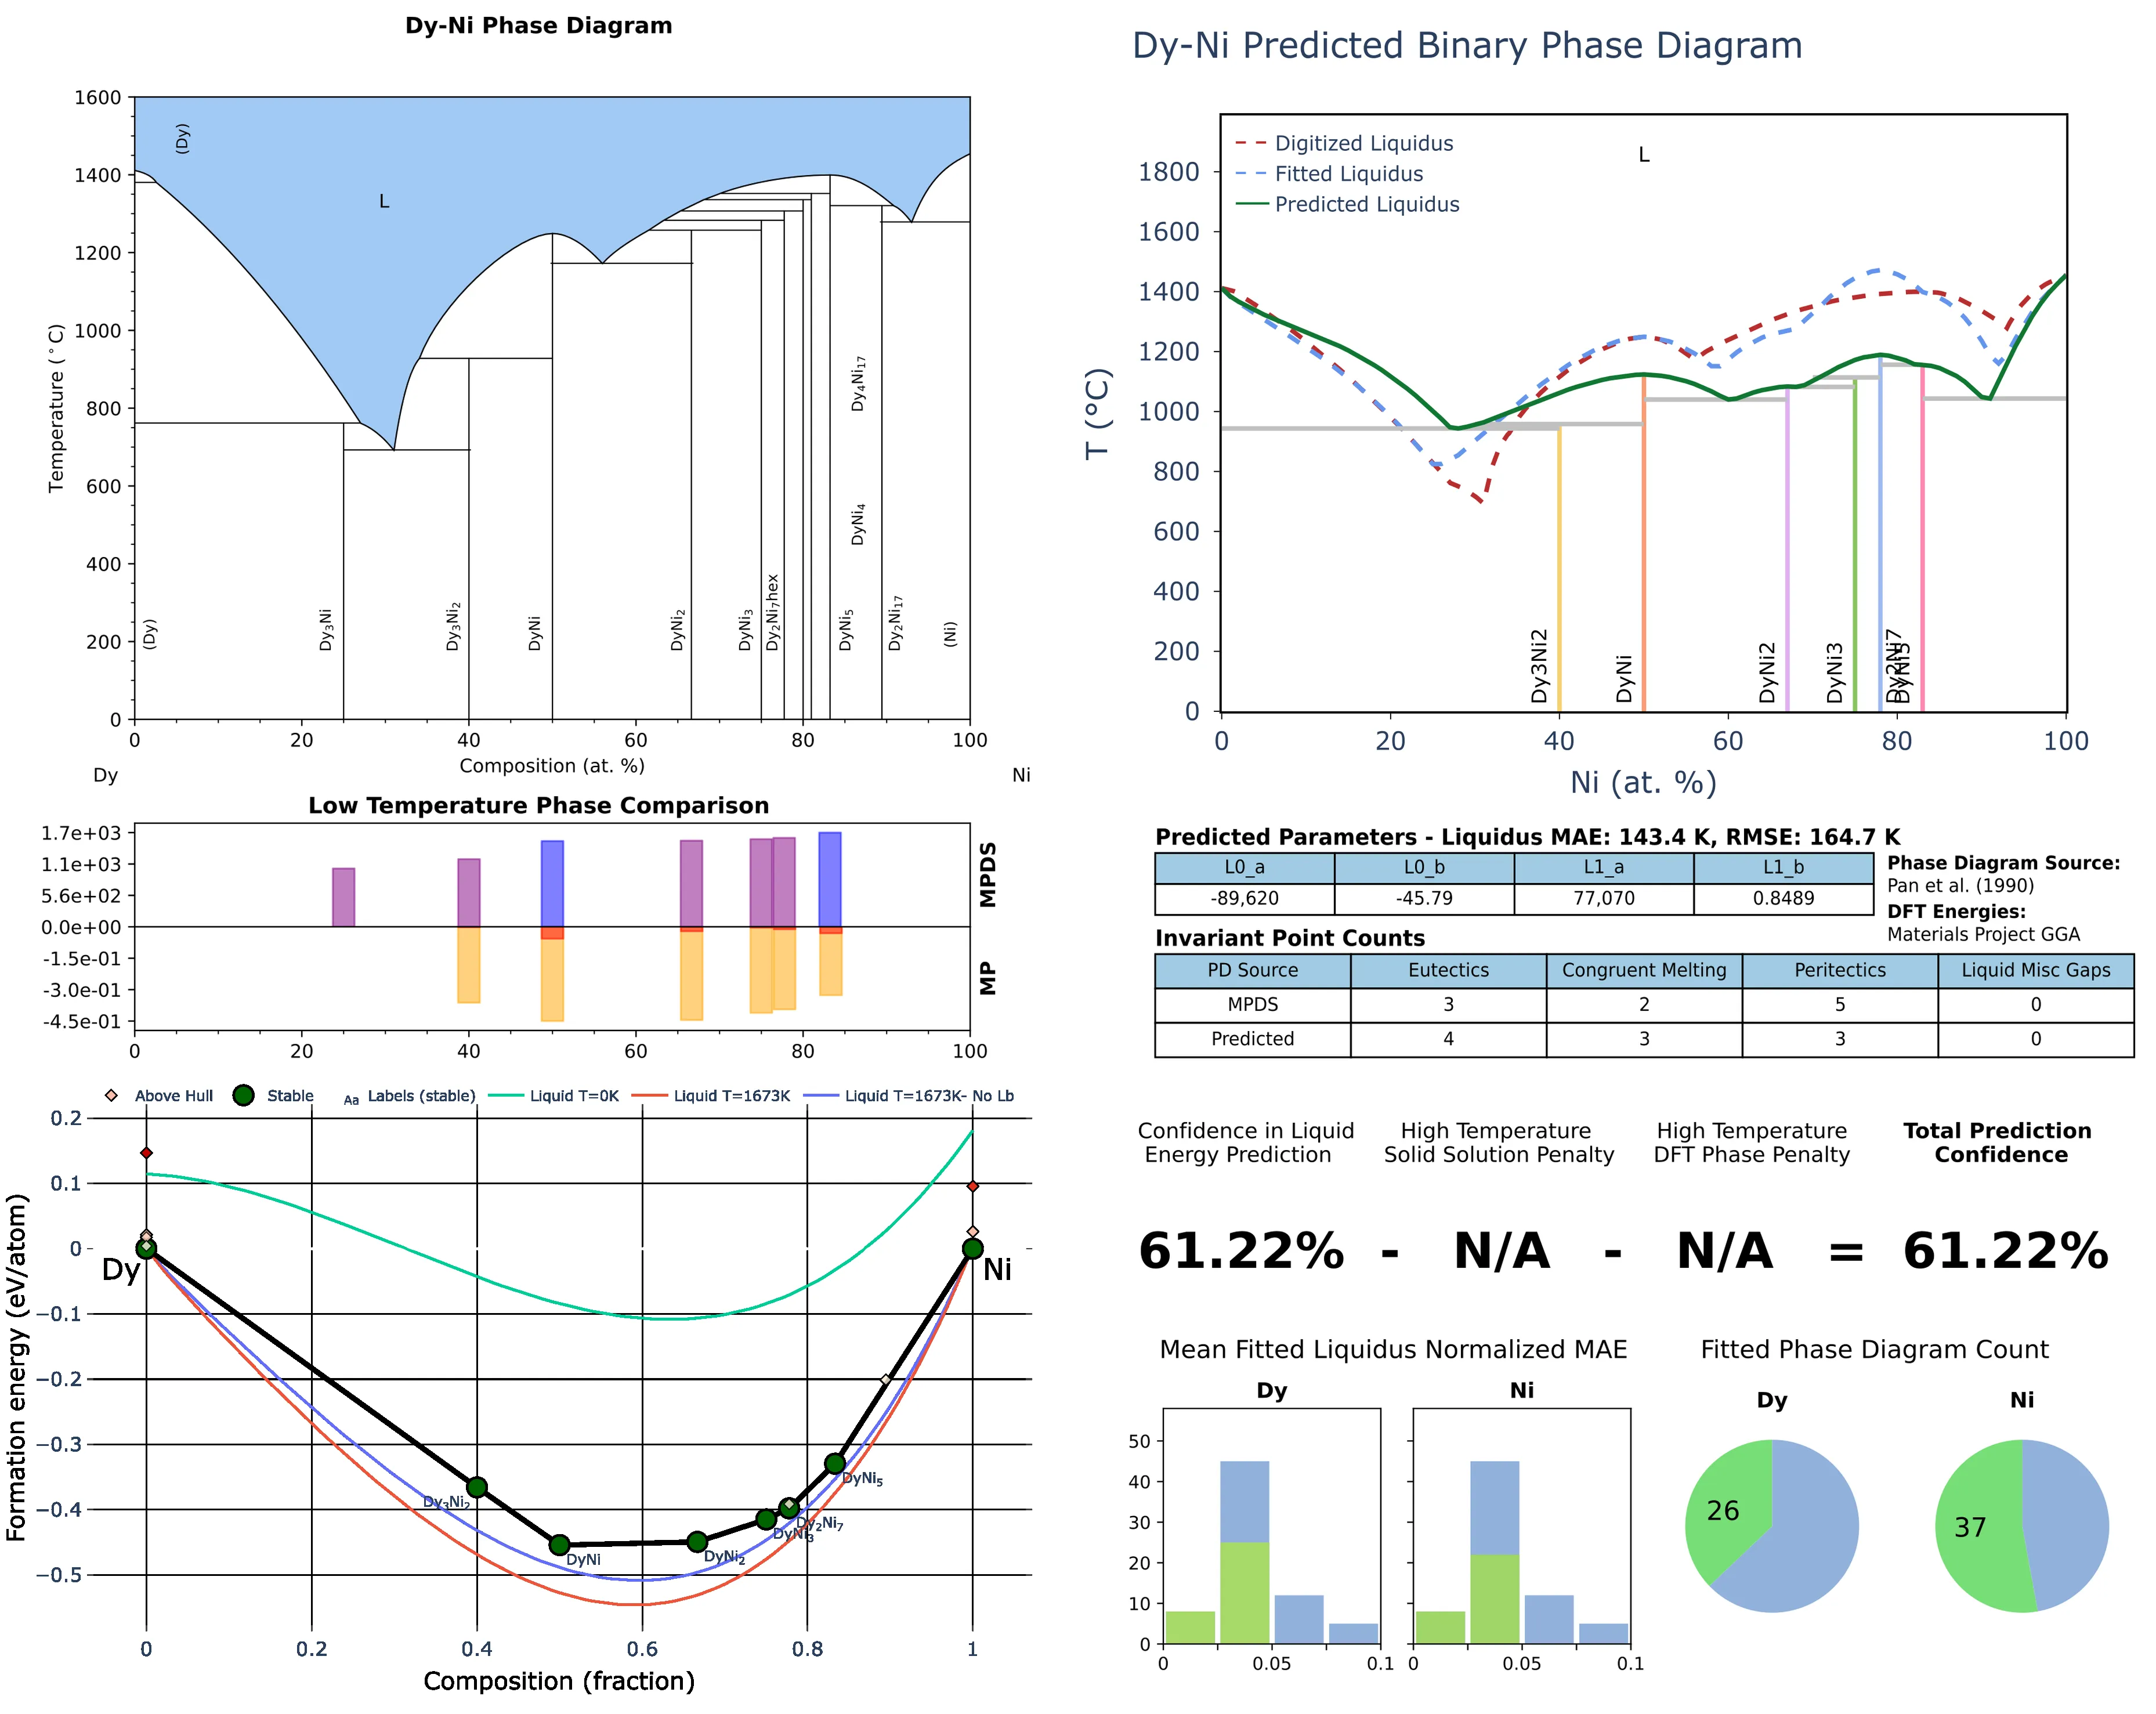 Dy-Ni Phase Diagram
1600
1400
1200
1000
800
600
400
200
0
Temperature (°C)
(Dy)
L
(Dy)
Dy₃Ni
Dy₃Ni₂
DyNi
DyNi₂
DyNi₃
Dy₂Ni₇hex
DyNi₄
Dy₄Ni₁₇
DyNi₅
Dy₂Ni₁₇
(Ni)
0 20 40 60 80 100
Composition (at. %)
Dy Ni
Low Temperature Phase Comparison
1.7e+03
1.1e+03
5.6e+02
0.0e+00
-1.5e-01
-3.0e-01
-4.5e-01
MPDS
MP
0 20 40 60 80 100
Above Hull Stable Aa Labels (stable) Liquid T=0K Liquid T=1673K Liquid T=1673K- No Lb
0.2
0.1
0
−0.1
−0.2
−0.3
−0.4
−0.5
Formation energy (eV/atom)
Dy
Ni
Dy₃Ni₂
DyNi
DyNi₂
DyNi₃
Dy₂Ni₇
DyNi₅
0 0.2 0.4 0.6 0.8 1
Composition (fraction)
Dy-Ni Predicted Binary Phase Diagram
Digitized Liquidus
Fitted Liquidus
Predicted Liquidus
L
1800
1600
1400
1200
1000
800
600
400
200
0
T (°C)
Dy3Ni2
DyNi
DyNi2
DyNi3
Dy2Ni7
DyNi5
0 20 40 60 80 100
Ni (at. %)
Predicted Parameters - Liquidus MAE: 143.4 K, RMSE: 164.7 K
L0_a L0_b L1_a L1_b
-89,620 -45.79 77,070 0.8489
Phase Diagram Source:
Pan et al. (1990)
DFT Energies:
Materials Project GGA
Invariant Point Counts
PD Source Eutectics Congruent Melting Peritectics Liquid Misc Gaps
MPDS 3 2 5 0
Predicted 4 3 3 0
Confidence in Liquid
Energy Prediction
High Temperature
Solid Solution Penalty
High Temperature
DFT Phase Penalty
Total Prediction
Confidence
61.22% - N/A - N/A = 61.22%
Mean Fitted Liquidus Normalized MAE
Dy Ni
50
40
30
20
10
0
0 0.05 0.1
0 0.05 0.1
Fitted Phase Diagram Count
Dy Ni
26
37